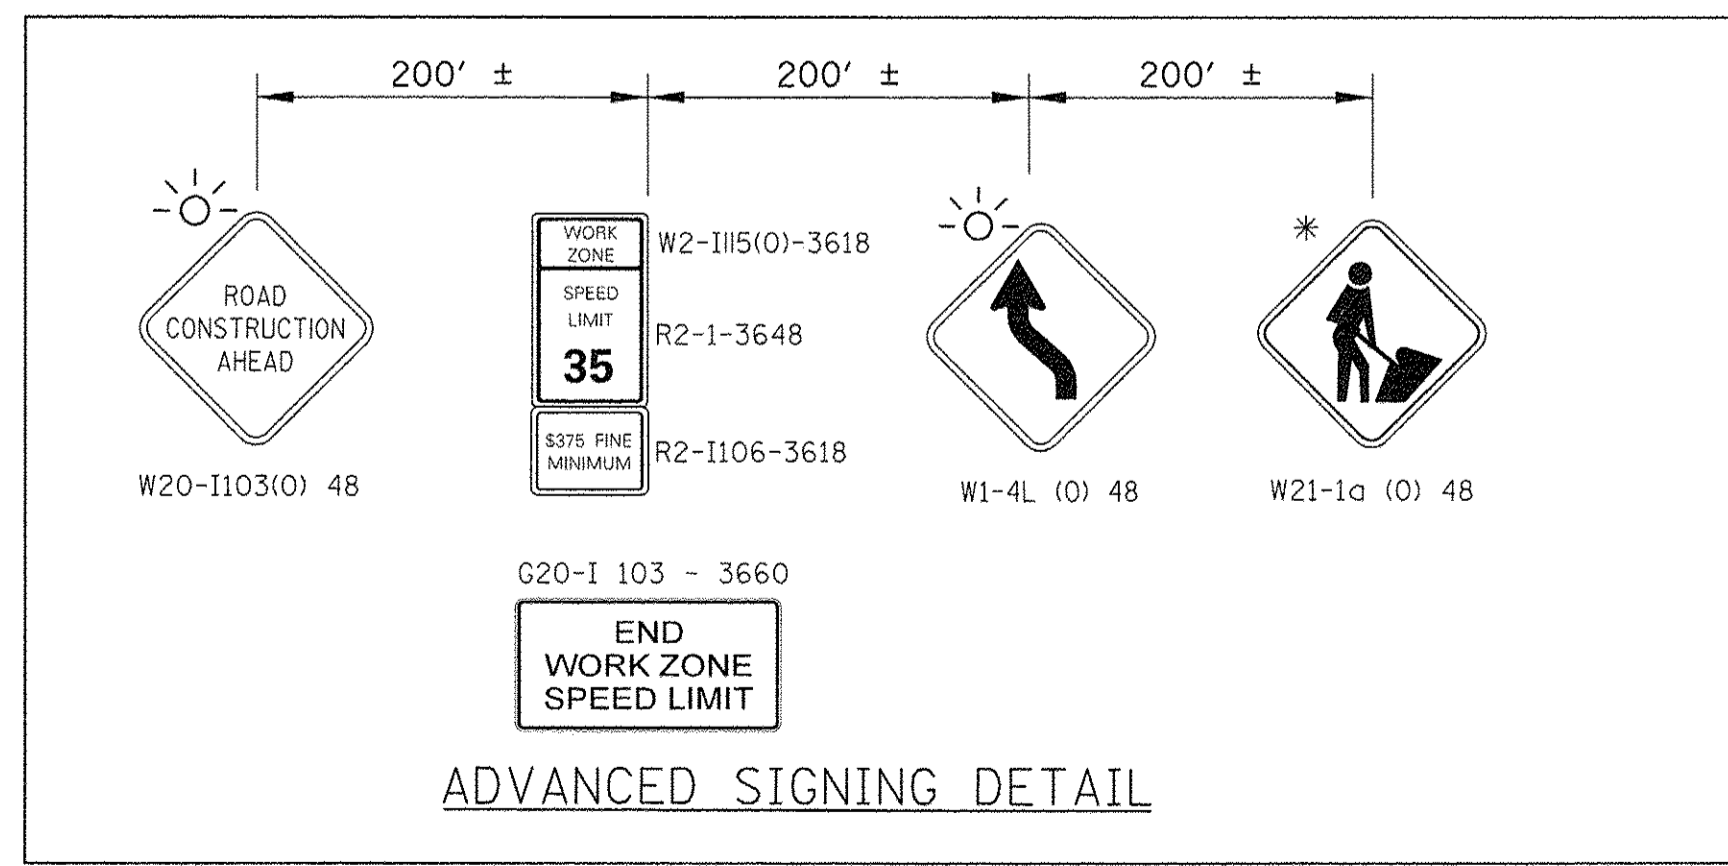 200' ±
200' ±
200' ±
ROAD
CONSTRUCTION
AHEAD
W20-I103(O) 48
WORK
ZONE
SPEED
LIMIT
35
$375 FINE
MINIMUM
W2-I115(O)-3618
R2-1-3648
R2-I106-3618
W1-4L (O) 48
*
W21-1a (O) 48
G20-I 103 - 3660
END
WORK ZONE
SPEED LIMIT
ADVANCED SIGNING DETAIL